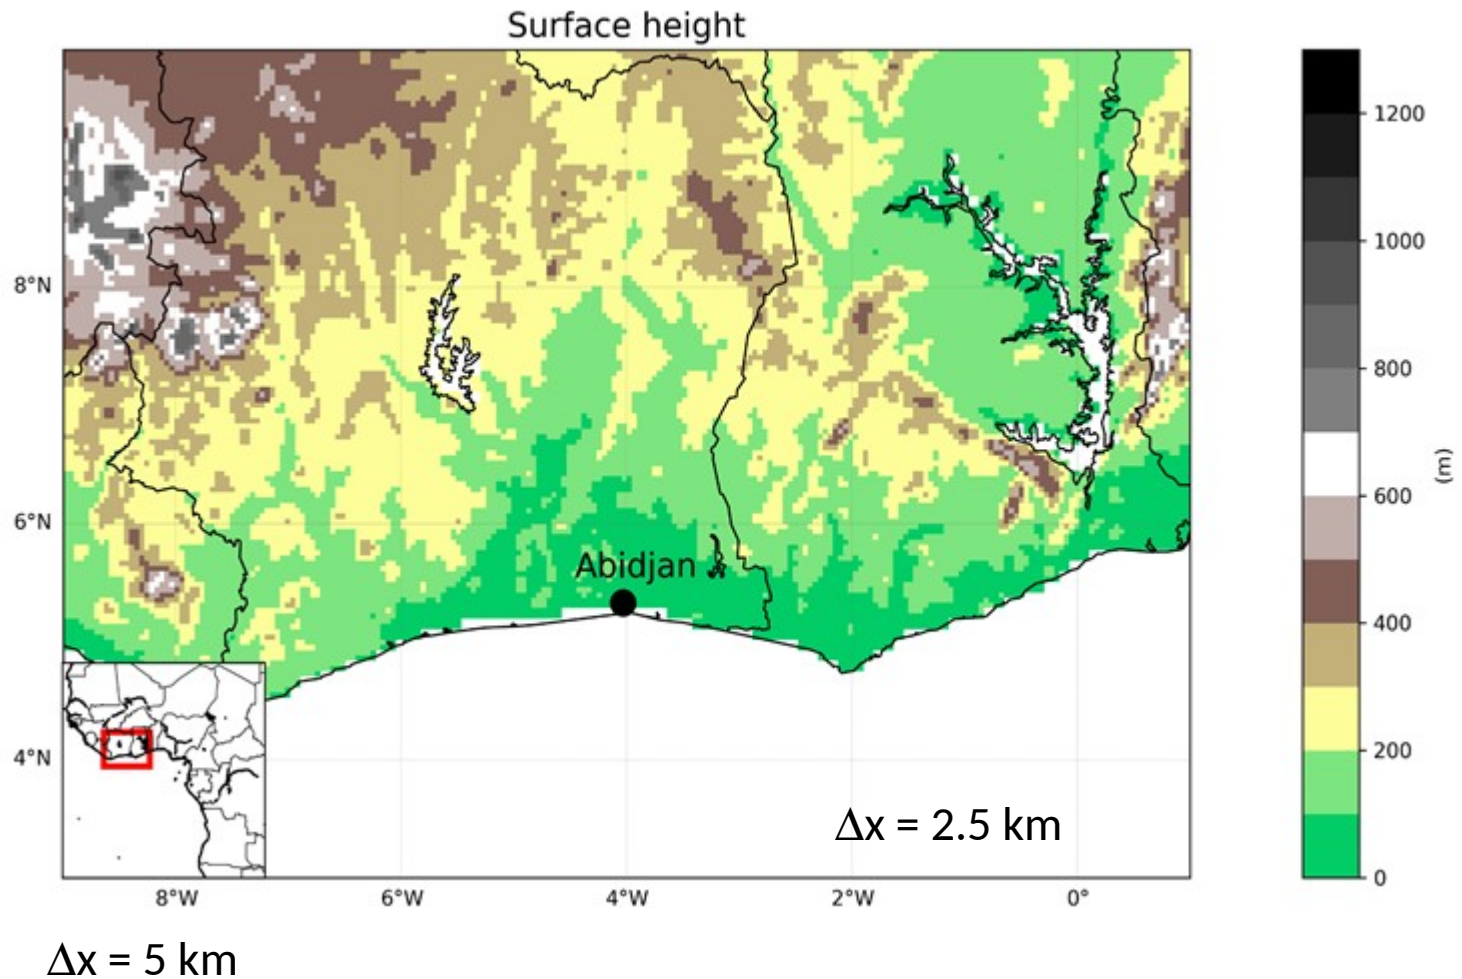 Surface height
1200
1000
8°N
800
(m)
600
6°N
Abidjan
400
200
4°N
Δx = 2.5 km
0
8°W 6°W 4°W 2°W 0°
Δx = 5 km